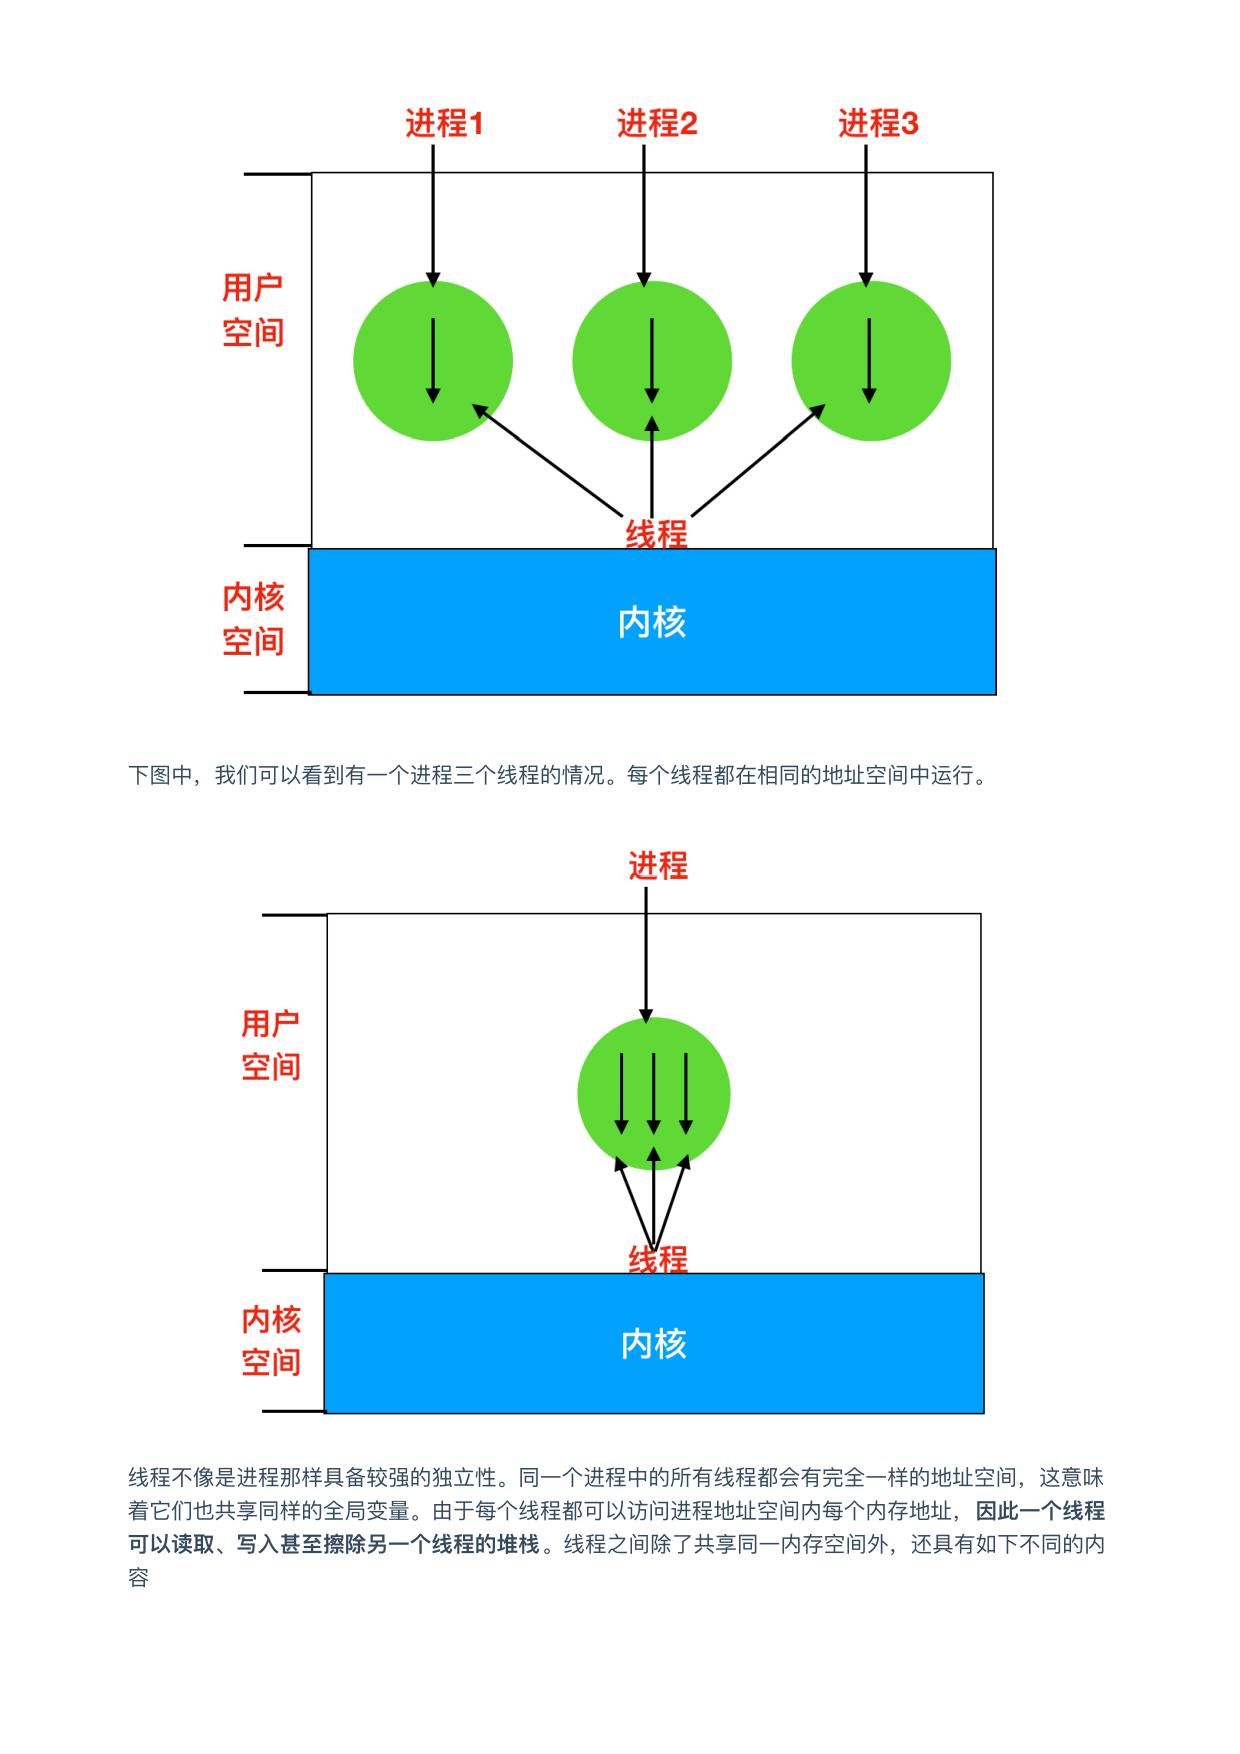 进程1 进程2 进程3
用户
空间
线程
内核
空间
内核
下图中，我们可以看到有一个进程三个线程的情况。每个线程都在相同的地址空间中运行。
进程
用户
空间
线程
内核
空间
内核
线程不像是进程那样具备较强的独立性。同一个进程中的所有线程都会有完全一样的地址空间，这意味
着它们也共享同样的全局变量。由于每个线程都可以访问进程地址空间内每个内存地址，因此一个线程
可以读取、写入甚至擦除另一个线程的堆栈。线程之间除了共享同一内存空间外，还具有如下不同的内
容